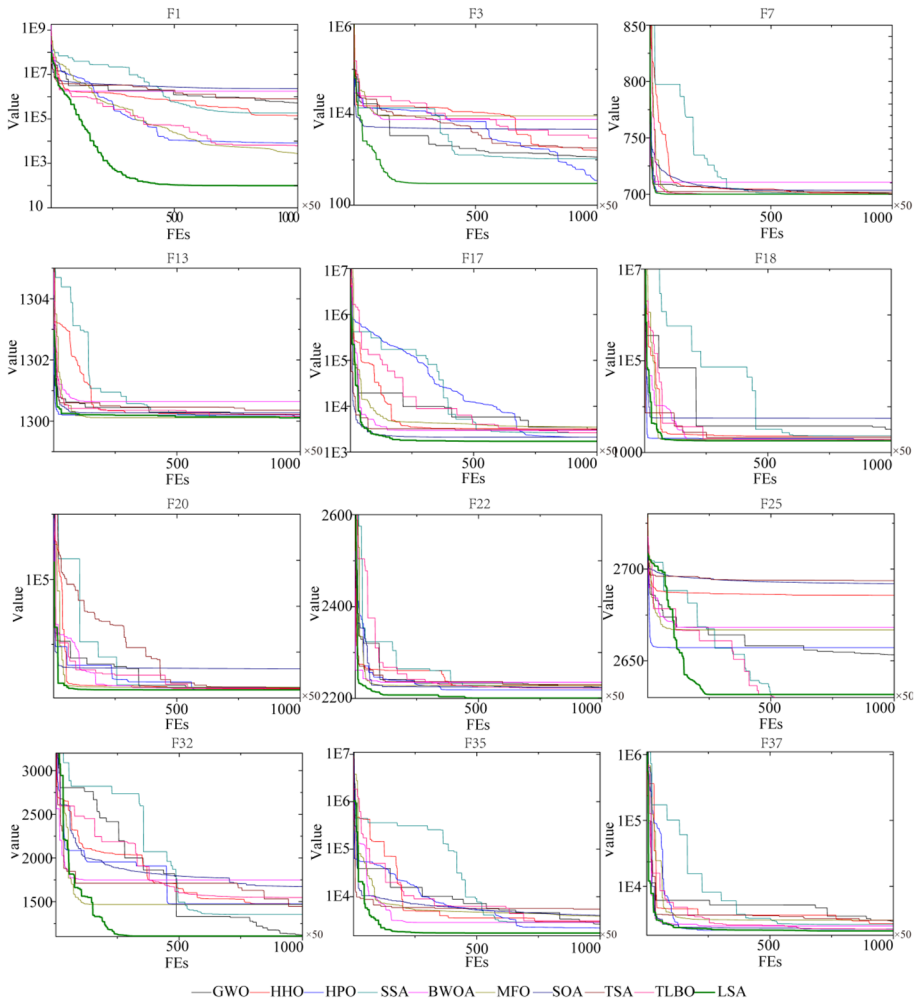 F1 F3 F7
1E9
1E7
1E5
1E3
10
Value
500 1000 ×50
FEs
1E6
1E4
100
Value
500 1000 ×50
FEs
850
800
750
700
Value
500 1000 ×50
FEs
F13 F17 F18
1304
1302
1300
Value
500 1000 ×50
FEs
1E7
1E6
1E5
1E4
1E3
Value
500 1000 ×50
FEs
1E7
1E5
1000
Value
500 1000 ×50
FEs
F20 F22 F25
1E5
Value
500 1000 ×50
FEs
2600
2400
2200
Value
500 1000 ×50
FEs
2700
2650
Value
500 1000 ×50
FEs
F32 F35 F37
3000
2500
2000
1500
Value
500 1000 ×50
FEs
1E7
1E6
1E5
1E4
Value
500 1000 ×50
FEs
1E6
1E5
1E4
Value
500 1000 ×50
FEs
GWO HHO HPO SSA BWOA MFO SOA TSA TLBO LSA